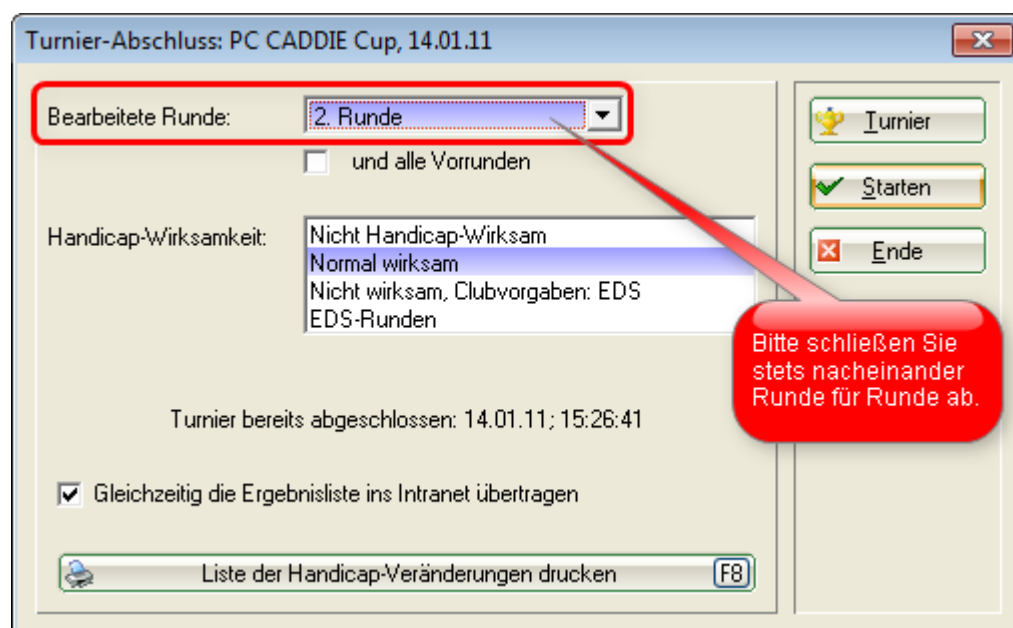 Turnier-Abschluss: PC CADDIE Cup, 14.01.11
Bearbeitete Runde:
2. Runde
und alle Vorrunden
Handicap-Wirksamkeit:
Nicht Handicap-Wirksam
Normal wirksam
Nicht wirksam, Clubvorgaben: EDS
EDS-Runden
Turnier bereits abgeschlossen: 14.01.11; 15:26:41
Gleichzeitig die Ergebnisliste ins Intranet übertragen
Liste der Handicap-Veränderungen drucken
F8
Turnier
Starten
Ende
Bitte schließen Sie
stets nacheinander
Runde für Runde ab.